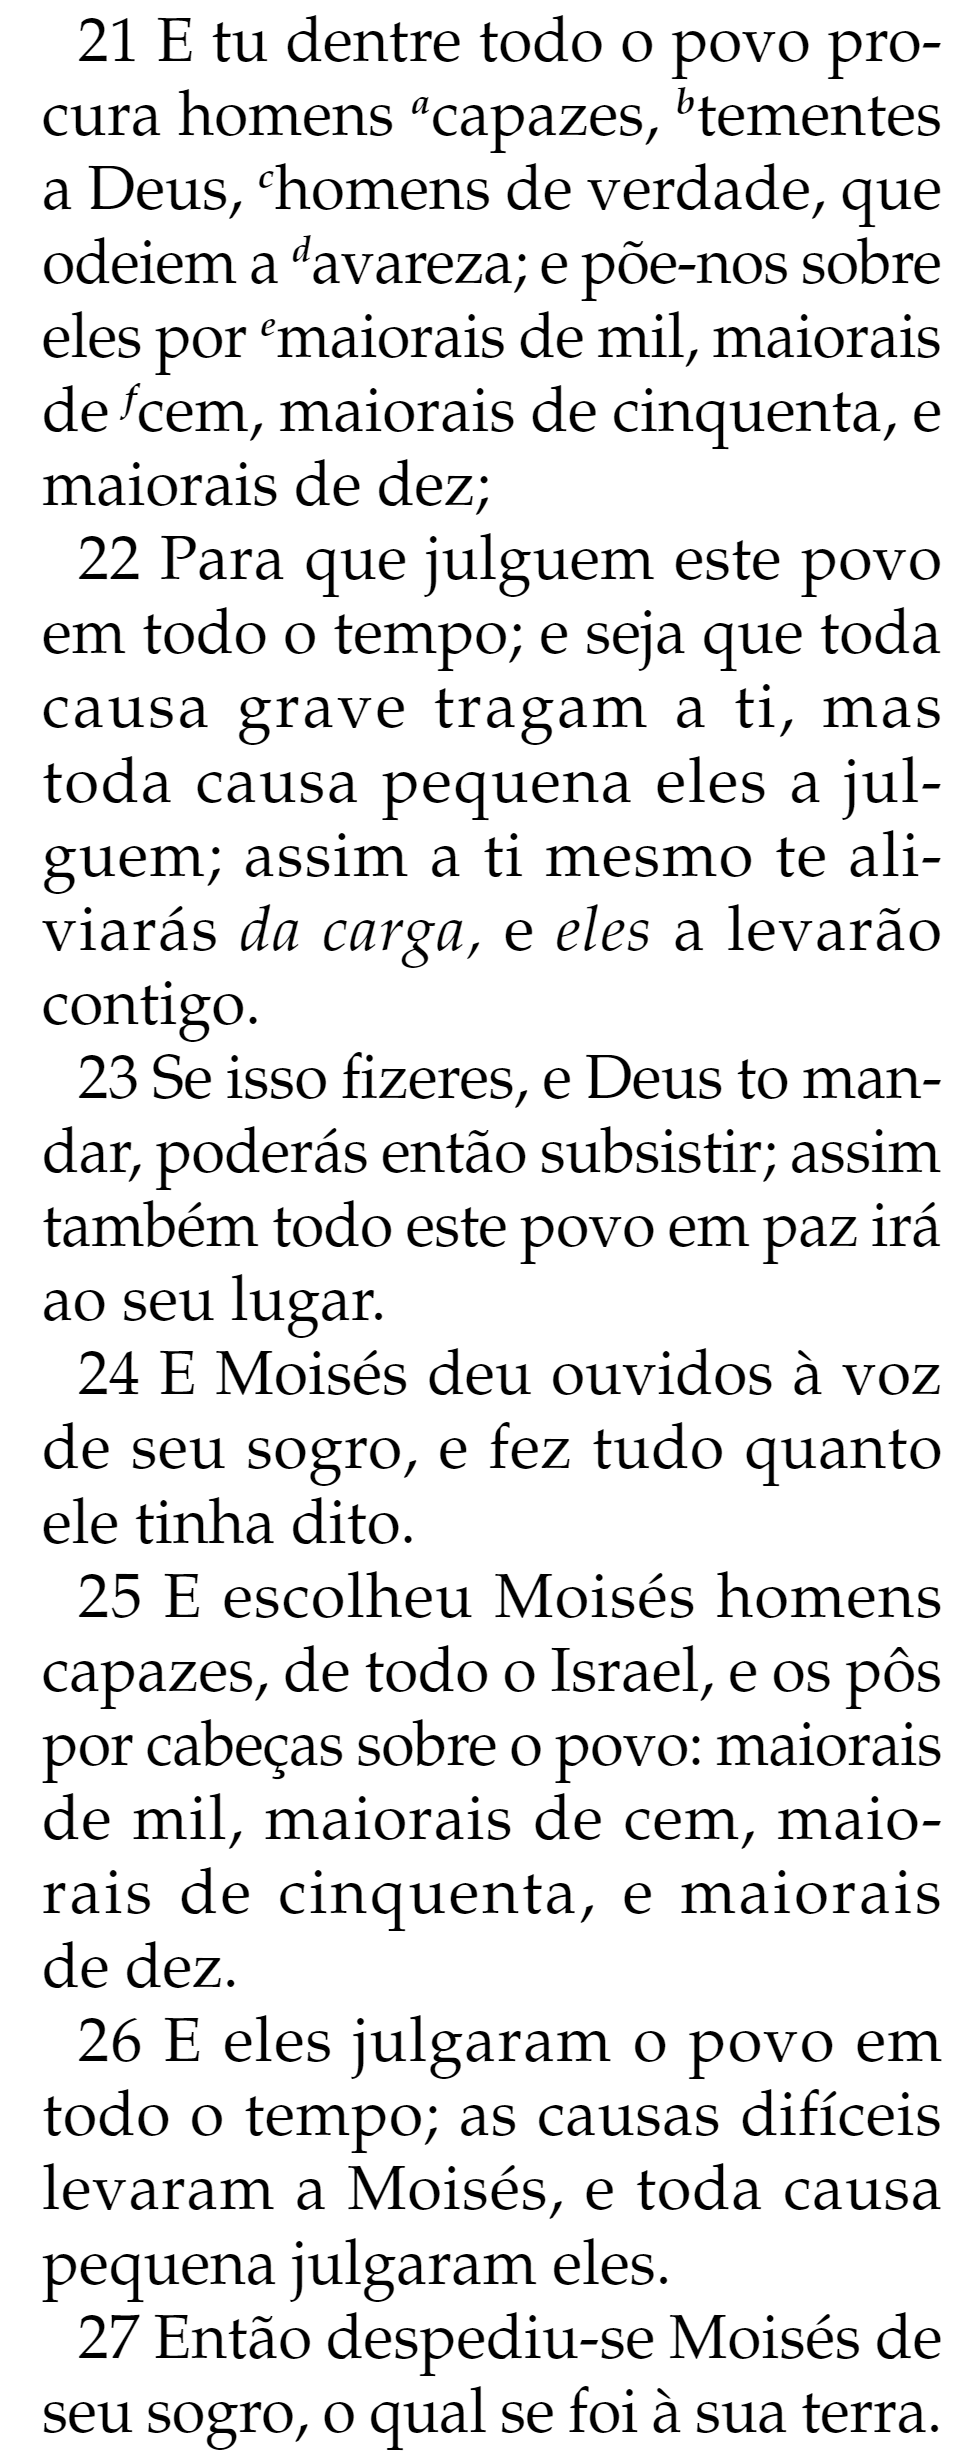 21 E tu dentre todo o povo pro-
cura homens ᵃcapazes, ᵇtementes
a Deus, ᶜhomens de verdade, que
odeiem a ᵈavareza; e põe-nos sobre
eles por ᵉmaiorais de mil, maiorais
de ᶠcem, maiorais de cinquenta, e
maiorais de dez;
22 Para que julguem este povo
em todo o tempo; e seja que toda
causa grave tragam a ti, mas
toda causa pequena eles a jul-
guem; assim a ti mesmo te ali-
viarás da carga, e eles a levarão
contigo.
23 Se isso fizeres, e Deus to man-
dar, poderás então subsistir; assim
também todo este povo em paz irá
ao seu lugar.
24 E Moisés deu ouvidos à voz
de seu sogro, e fez tudo quanto
ele tinha dito.
25 E escolheu Moisés homens
capazes, de todo o Israel, e os pôs
por cabeças sobre o povo: maiorais
de mil, maiorais de cem, maio-
rais de cinquenta, e maiorais
de dez.
26 E eles julgaram o povo em
todo o tempo; as causas difíceis
levaram a Moisés, e toda causa
pequena julgaram eles.
27 Então despediu-se Moisés de
seu sogro, o qual se foi à sua terra.